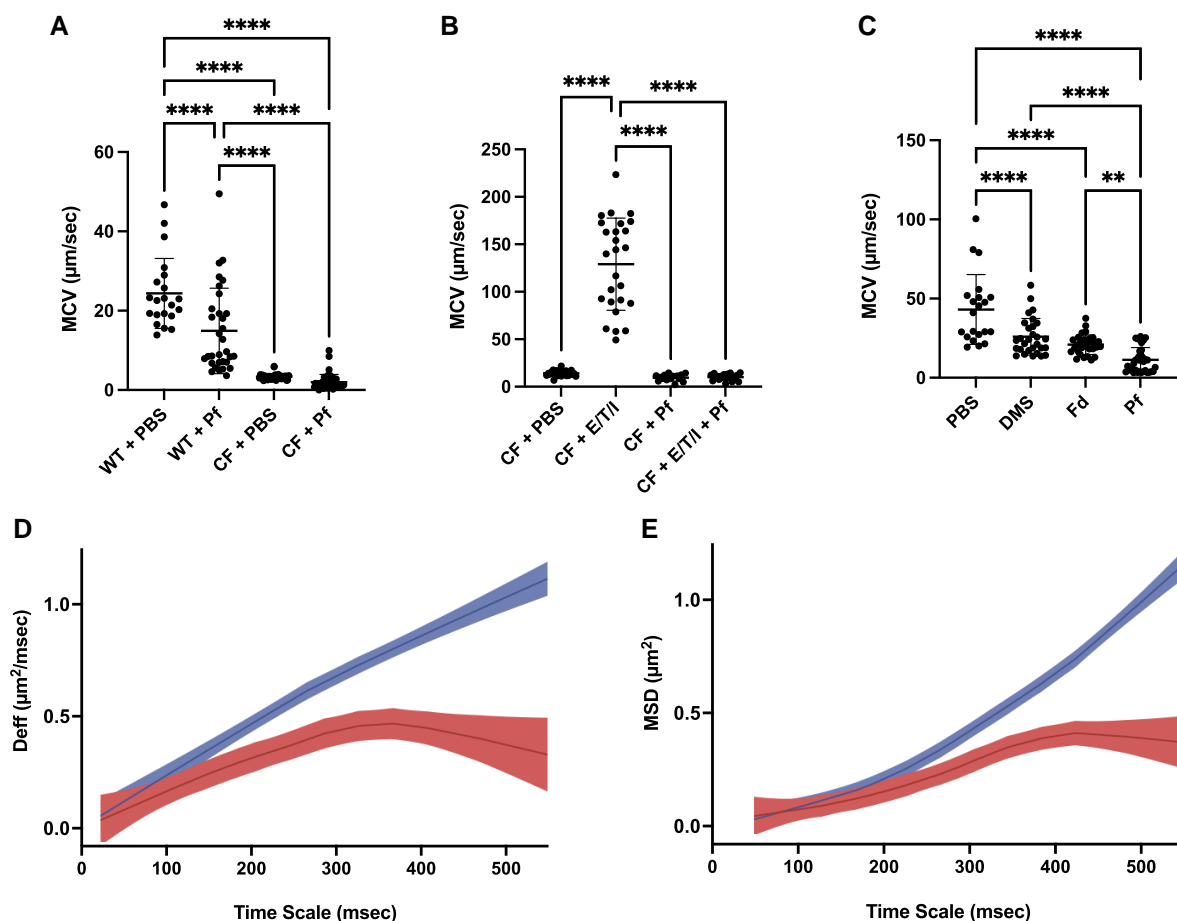 A
****
****
****
****
****
MCV (µm/sec)
60
40
20
0
WT + PBS
WT + Pf
CF + PBS
CF + Pf
B
****
****
****
MCV (µm/sec)
250
200
150
100
50
0
CF + PBS
CF + E/T/I
CF + Pf
CF + E/T/I + Pf
C
****
****
****
****
**
MCV (µm/sec)
150
100
50
0
PBS
DMS
Fd
Pf
D
Deff (µm²/msec)
1.0
0.5
0.0
0
100
200
300
400
500
Time Scale (msec)
E
MSD (µm²)
1.0
0.5
0.0
0
100
200
300
400
500
Time Scale (msec)